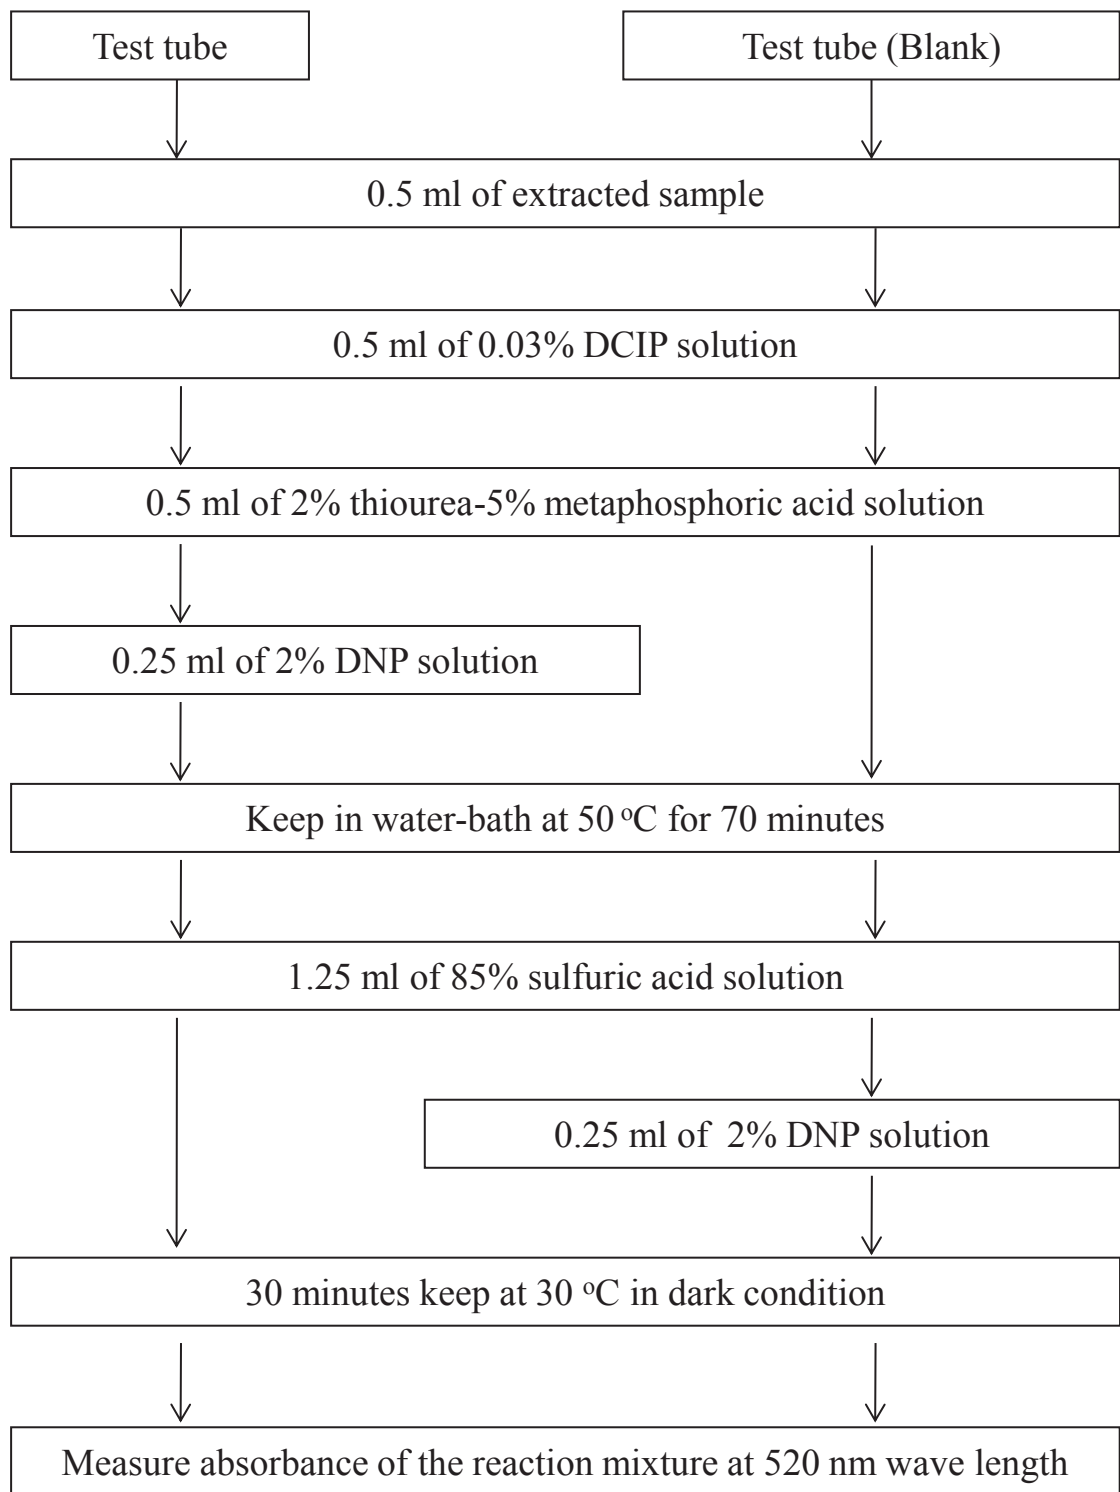 Test tube
Test tube (Blank)
0.5 ml of extracted sample
0.5 ml of 0.03% DCIP solution
0.5 ml of 2% thiourea-5% metaphosphoric acid solution
0.25 ml of 2% DNP solution
Keep in water-bath at 50 ºC for 70 minutes
1.25 ml of 85% sulfuric acid solution
0.25 ml of 2% DNP solution
30 minutes keep at 30 ºC in dark condition
Measure absorbance of the reaction mixture at 520 nm wave length